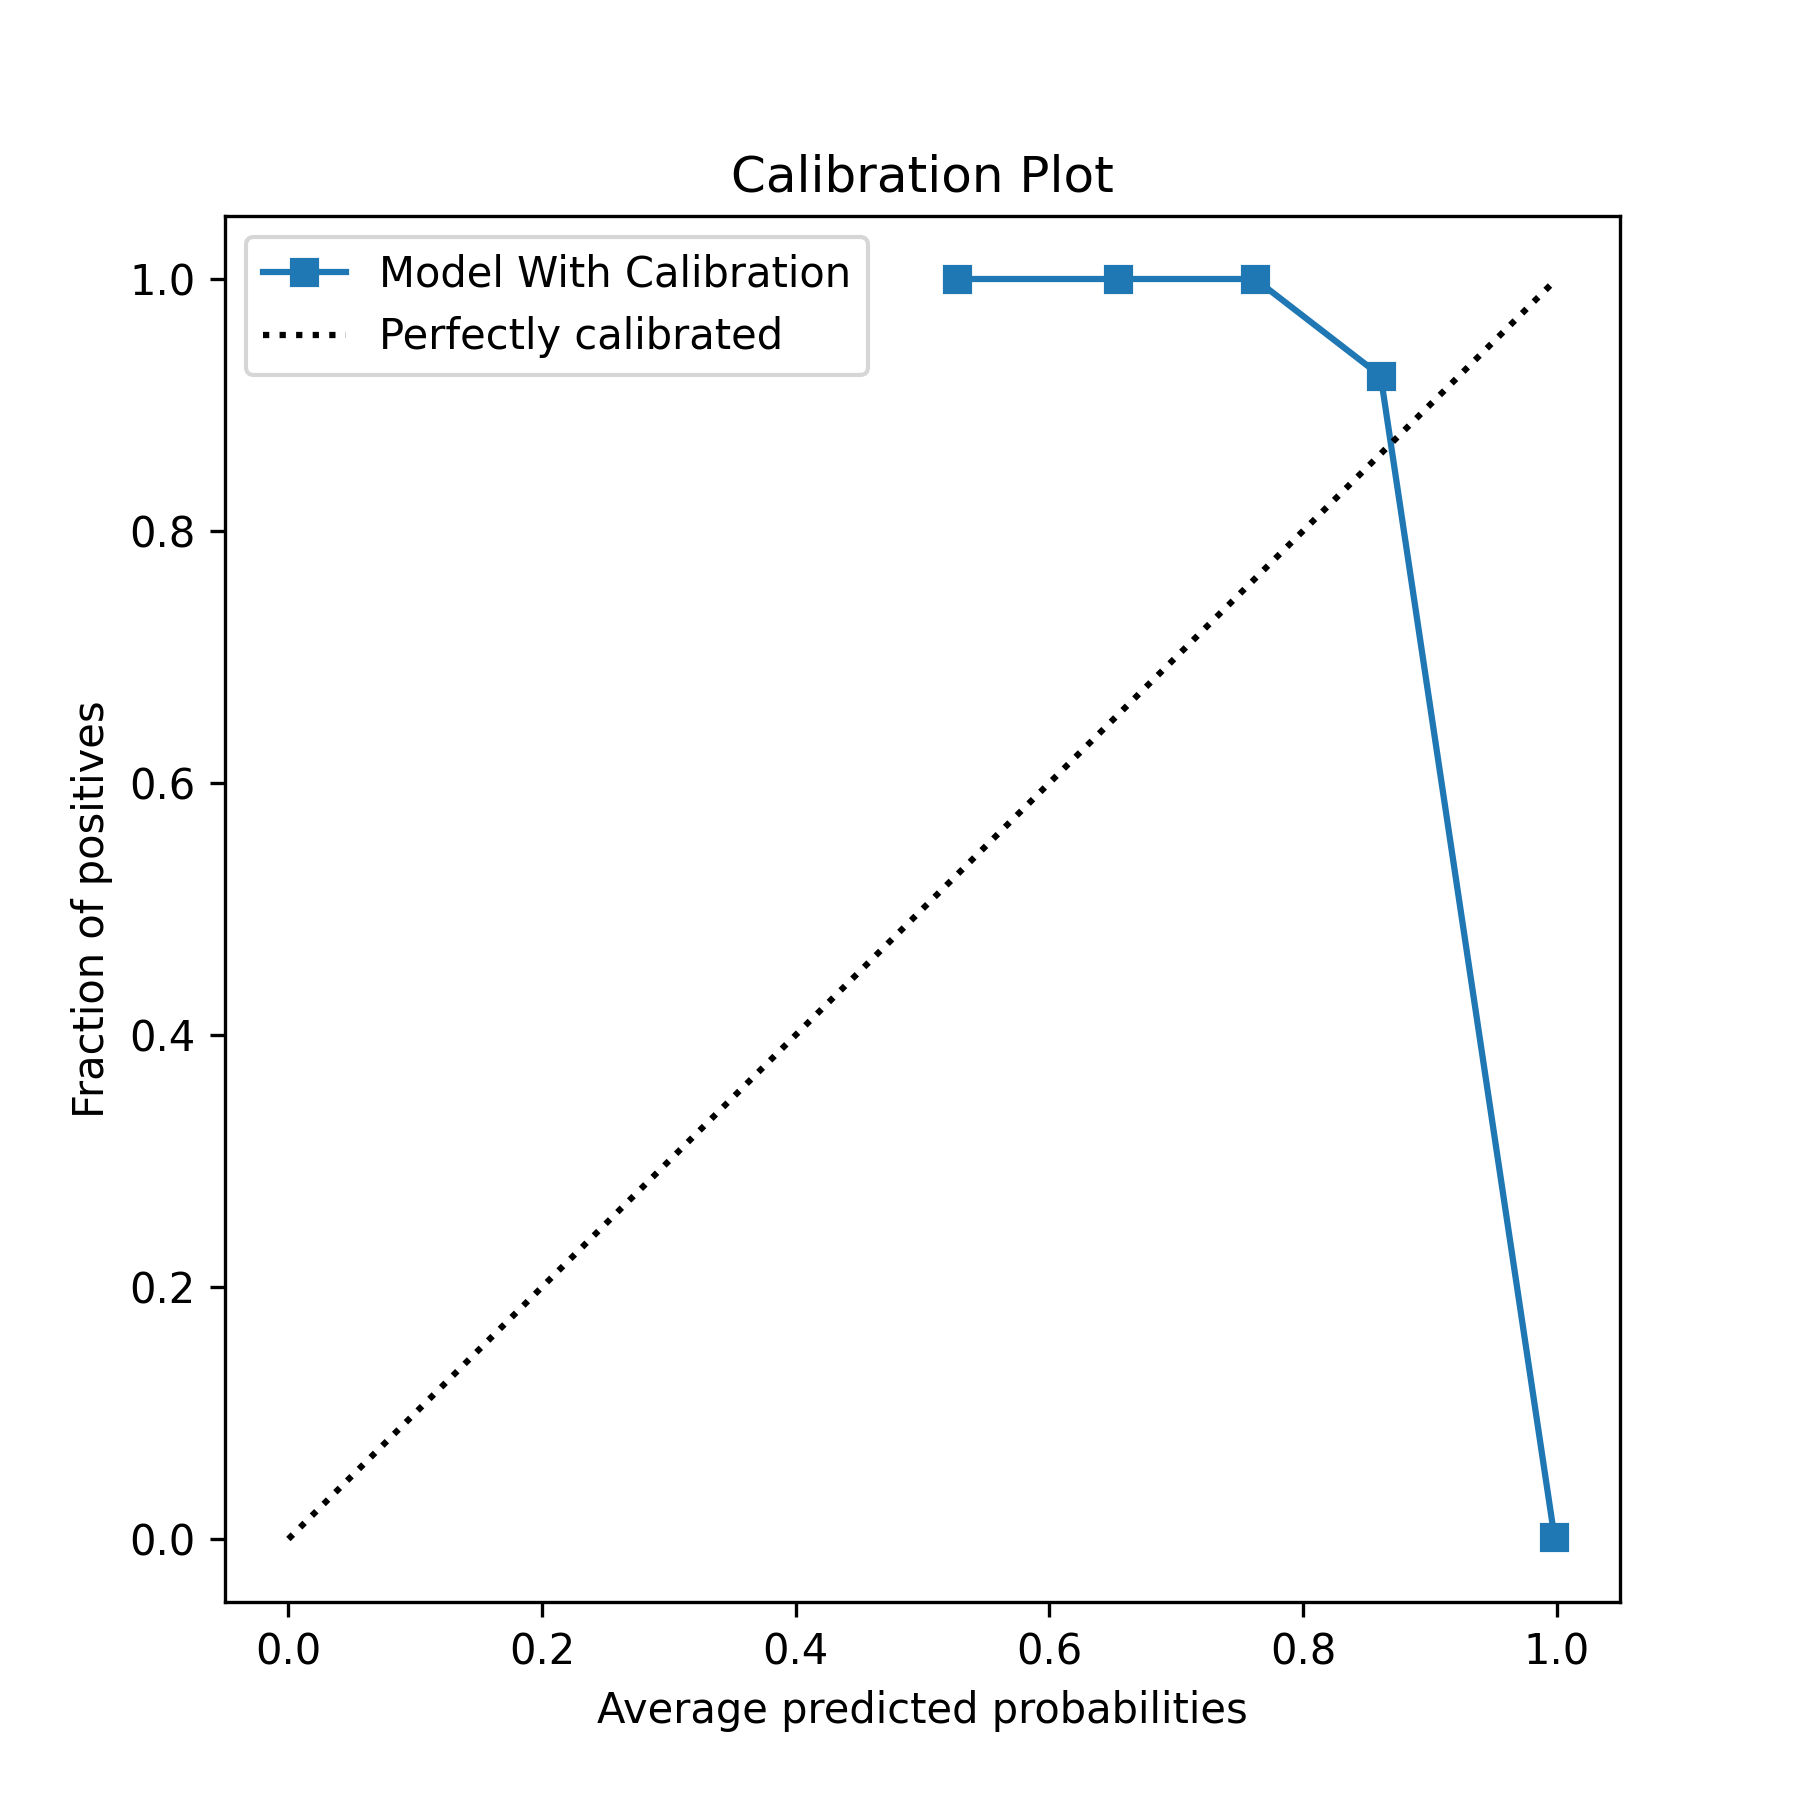 Calibration Plot
Model With Calibration
Perfectly calibrated
1.0
0.8
0.6
0.4
0.2
0.0
Fraction of positives
0.0 0.2 0.4 0.6 0.8 1.0
Average predicted probabilities